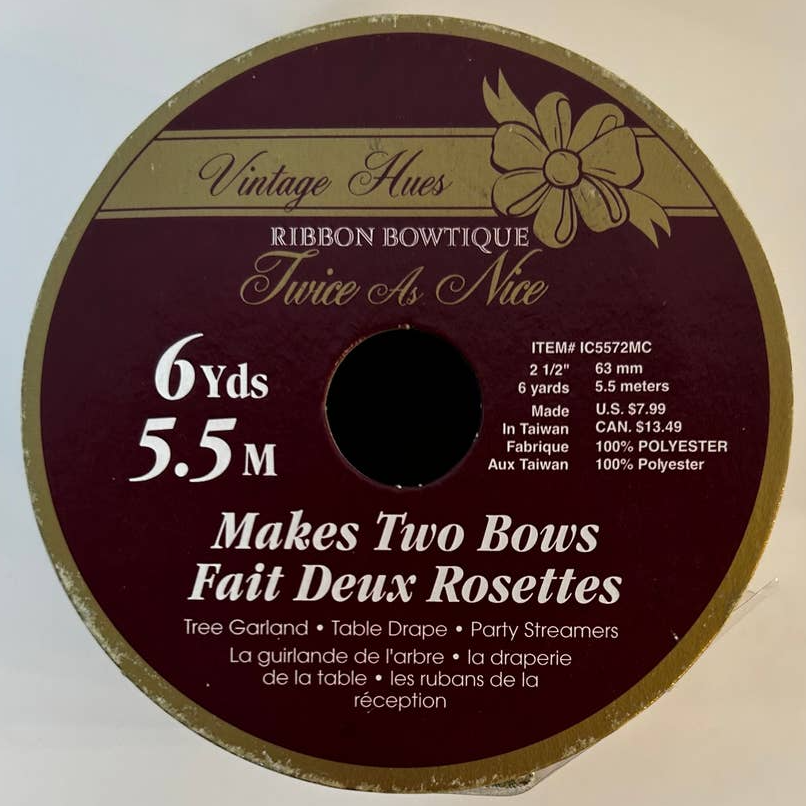 Vintage Hues
RIBBON BOWTIQUE
Twice As Nice
6 Yds
5.5 M
ITEM# IC5572MC
2 1/2" 63 mm
6 yards 5.5 meters
Made U.S. $7.99
In Taiwan CAN. $13.49
Fabrique 100% POLYESTER
Aux Taiwan 100% Polyester
Makes Two Bows
Fait Deux Rosettes
Tree Garland • Table Drape • Party Streamers
La guirlande de l'arbre • la draperie
de la table • les rubans de la
réception